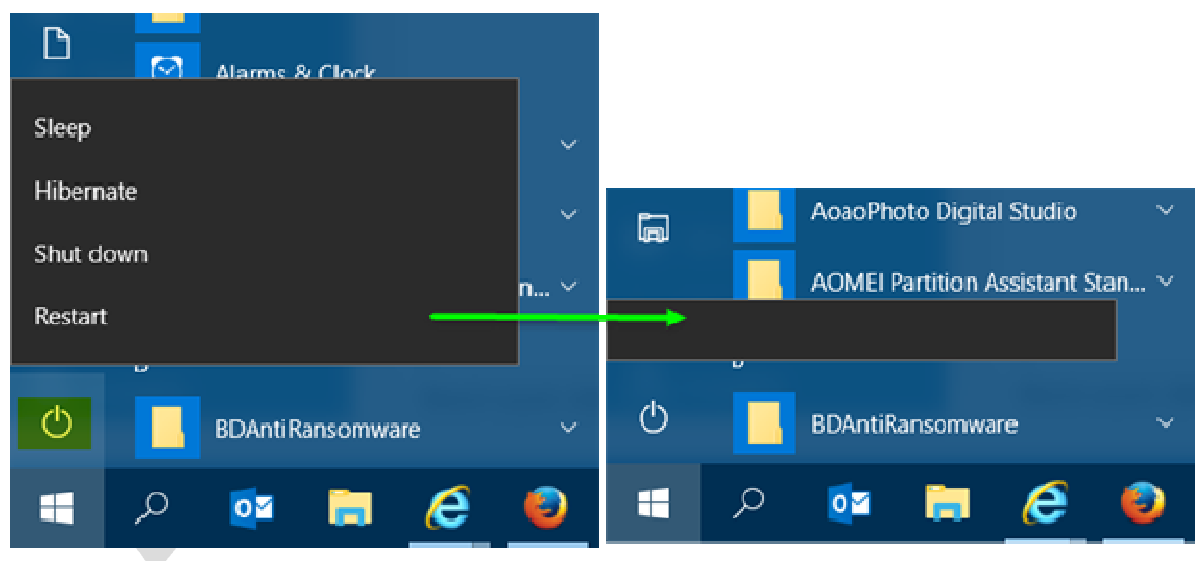 Alarms & Clock
Sleep
Hibernate
Shut down
Restart
n...
BDAntiRansomware
AoaoPhoto Digital Studio
AOMEI Partition Assistant Stan...
BDAntiRansomware